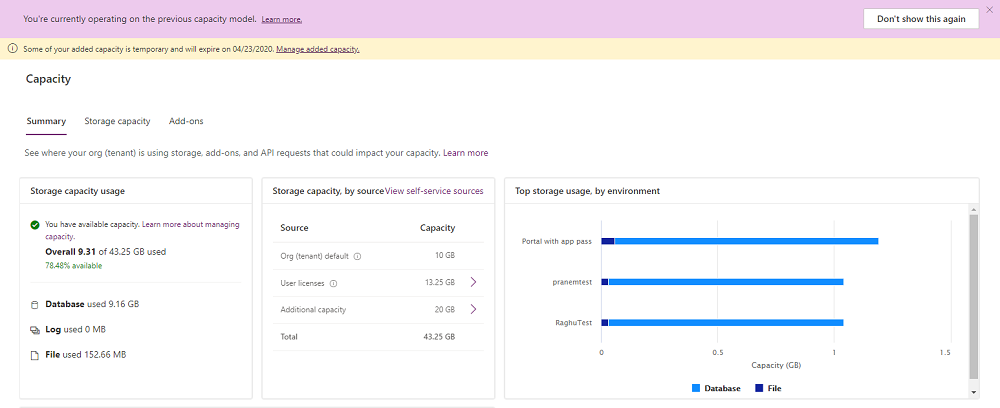 You're currently operating on the previous capacity model. Learn more.
Don't show this again
Some of your added capacity is temporary and will expire on 04/23/2020. Manage added capacity.
Capacity
Summary
Storage capacity
Add-ons
See where your org (tenant) is using storage, add-ons, and API requests that could impact your capacity. Learn more
Storage capacity usage
You have available capacity. Learn more about managing
capacity.
Overall 9.31 of 43.25 GB used
78.48% available
Database used 9.16 GB
Log used 0 MB
File used 152.66 MB
Storage capacity, by sourceView self-service sources
Source Capacity
Org (tenant) default 10 GB
User licenses 13.25 GB
Additional capacity 20 GB
Total 43.25 GB
Top storage usage, by environment
Portal with app pass
pranemtest
RaghuTest
0 0.5 1 1.5
Capacity (GB)
Database File